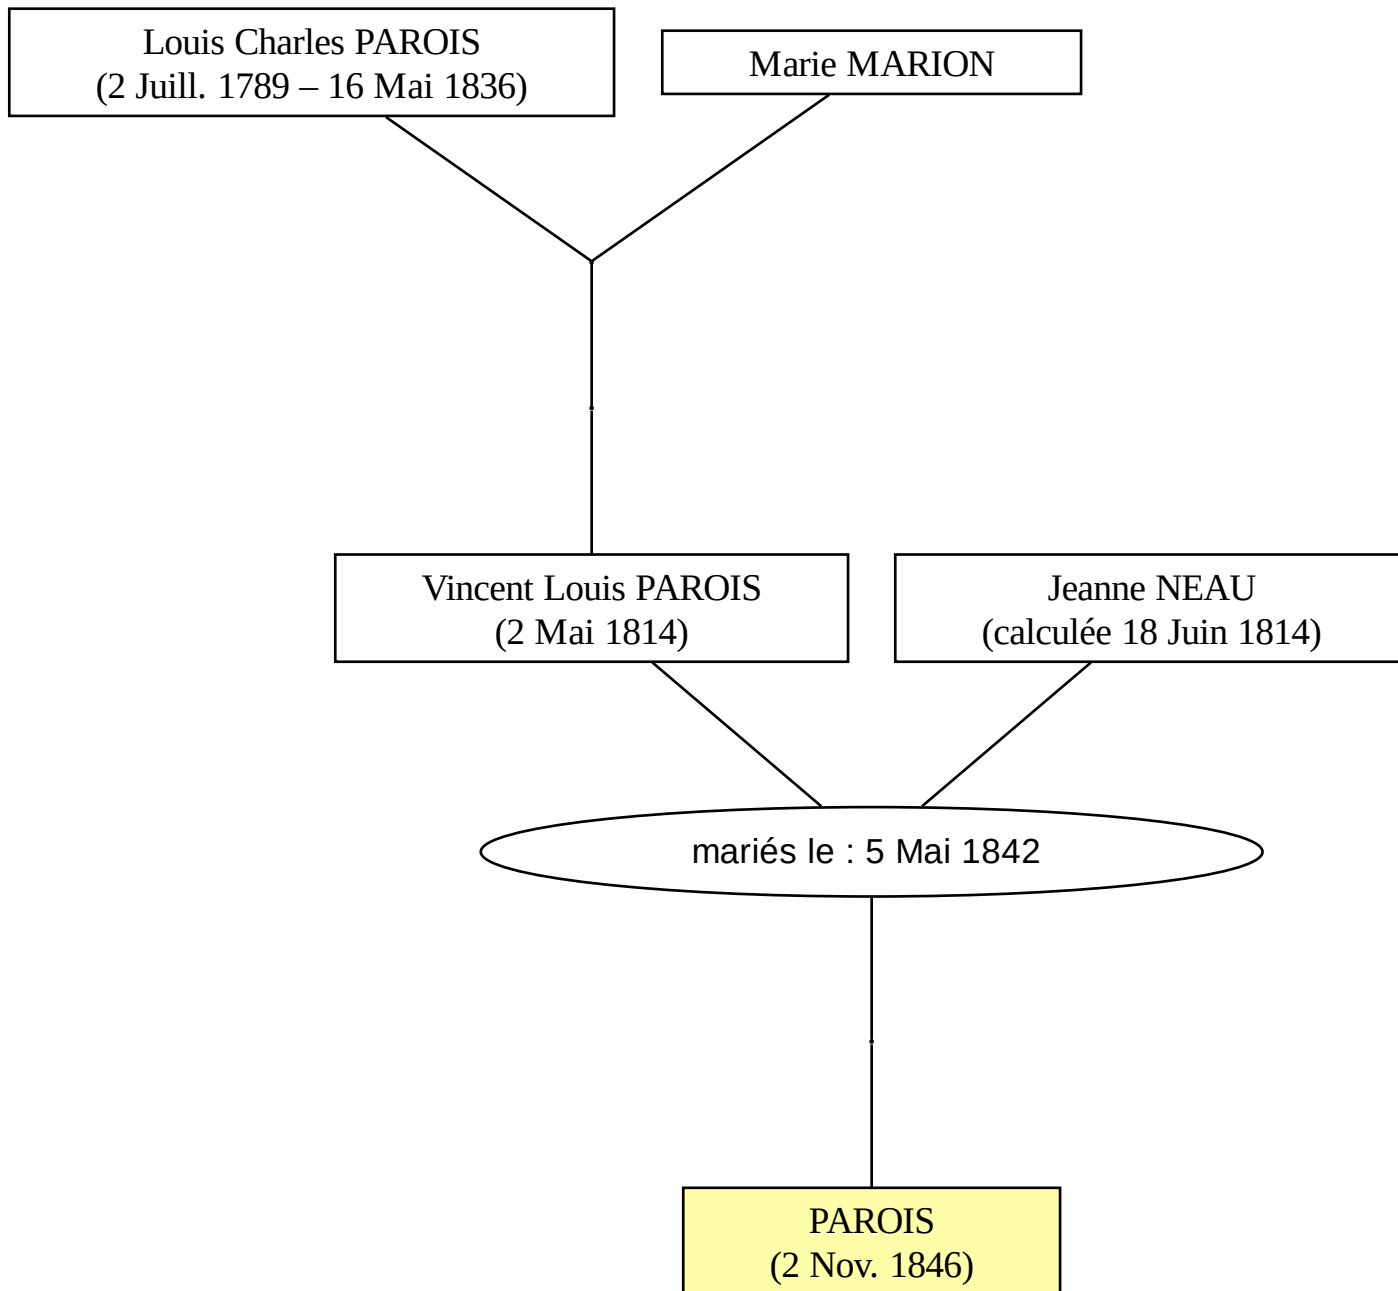 Louis Charles PAROIS
(2 Juill. 1789 – 16 Mai 1836)
Marie MARION
Vincent Louis PAROIS
(2 Mai 1814)
Jeanne NEAU
(calculée 18 Juin 1814)
mariés le : 5 Mai 1842
PAROIS
(2 Nov. 1846)